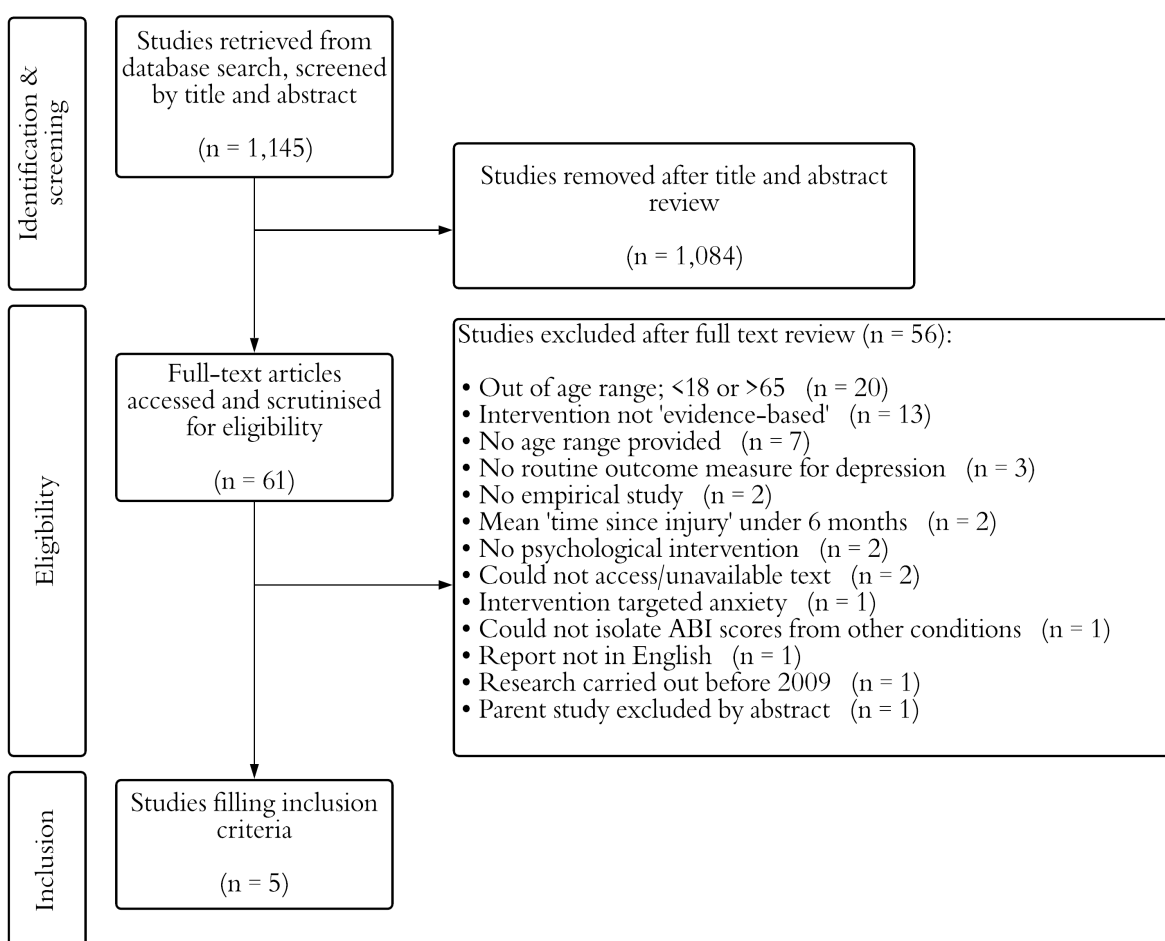 Identification &
screening
Studies retrieved from
database search, screened
by title and abstract
(n = 1,145)
Studies removed after title and abstract
review
(n = 1,084)
Eligibility
Full-text articles
accessed and scrutinised
for eligibility
(n = 61)
Studies excluded after full text review (n = 56):
• Out of age range; <18 or >65 (n = 20)
• Intervention not 'evidence-based' (n = 13)
• No age range provided (n = 7)
• No routine outcome measure for depression (n = 3)
• No empirical study (n = 2)
• Mean 'time since injury' under 6 months (n = 2)
• No psychological intervention (n = 2)
• Could not access/unavailable text (n = 2)
• Intervention targeted anxiety (n = 1)
• Could not isolate ABI scores from other conditions (n = 1)
• Report not in English (n = 1)
• Research carried out before 2009 (n = 1)
• Parent study excluded by abstract (n = 1)
Inclusion
Studies filling inclusion
criteria
(n = 5)